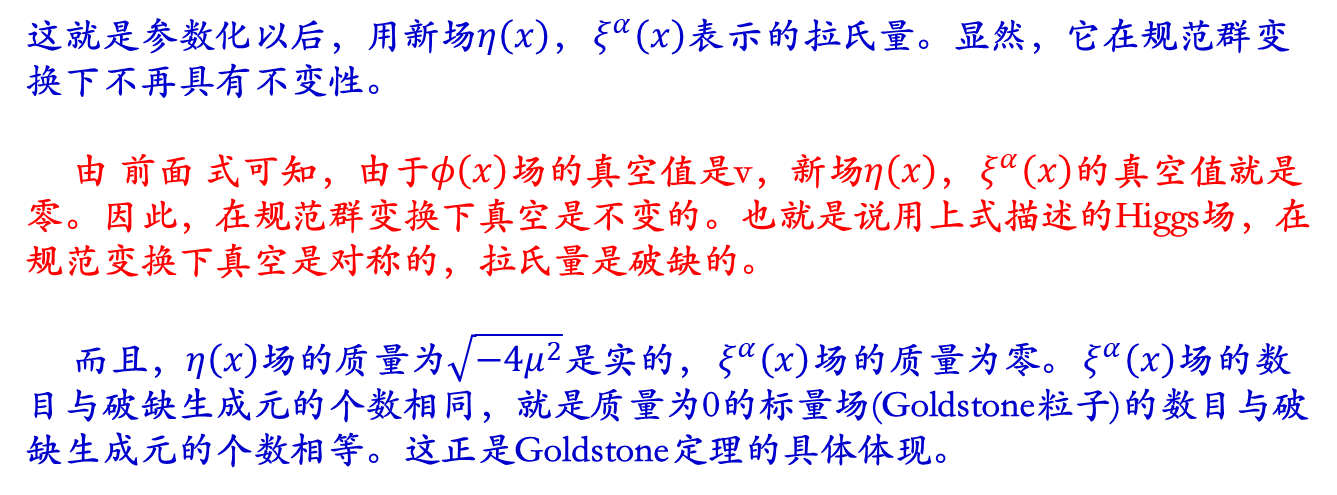 这就是参数化以后，用新场η(x)，ξ^α(x)表示的拉氏量。显然，它在规范群变
换下不再具有不变性。
由 前面 式可知，由于ϕ(x)场的真空值是v，新场η(x)，ξ^α(x)的真空值就是
零。因此，在规范群变换下真空是不变的。也就是说用上式描述的Higgs场，在
规范变换下真空是对称的，拉氏量是破缺的。
而且，η(x)场的质量为√(-4μ²)是实的，ξ^α(x)场的质量为零。ξ^α(x)场的数
目与破缺生成元的个数相同，就是质量为0的标量场(Goldstone粒子)的数目与破
缺生成元的个数相等。这正是Goldstone定理的具体体现。